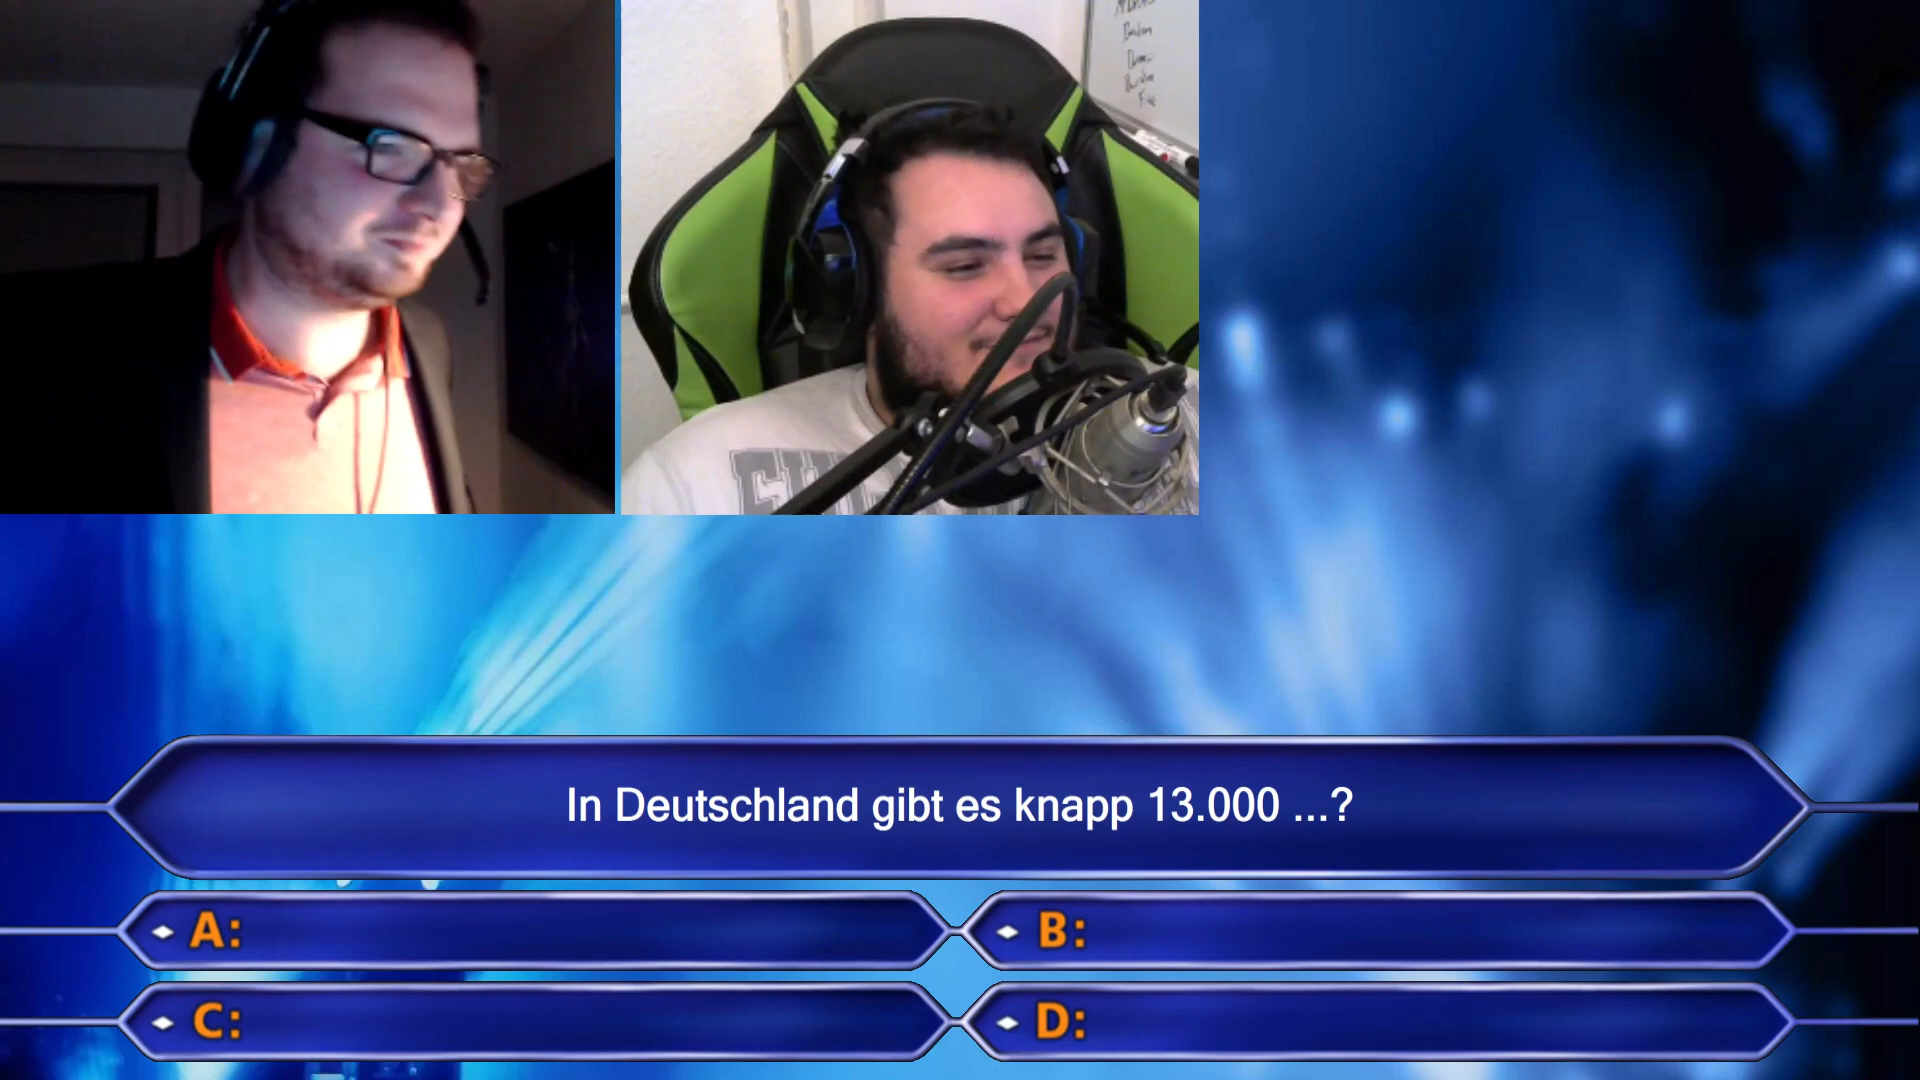 In Deutschland gibt es knapp 13.000 ...?
A:
B:
C:
D: